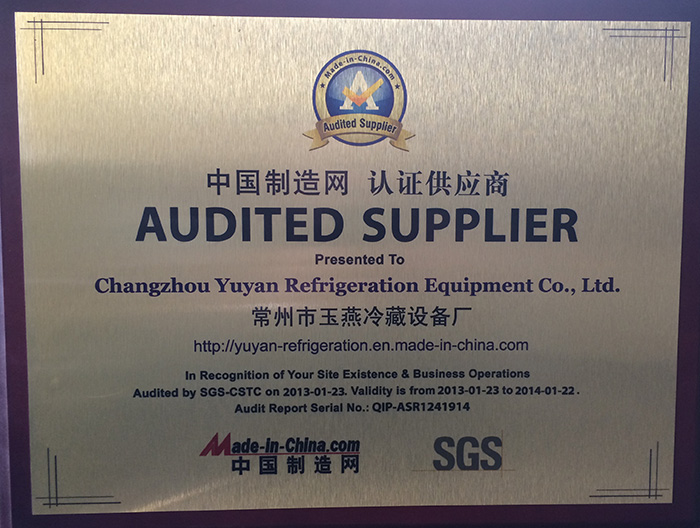 Made-in-China.com
Audited Supplier
中国制造网 认证供应商
AUDITED SUPPLIER
Presented To
Changzhou Yuyan Refrigeration Equipment Co., Ltd.
常州市玉燕冷藏设备厂
http://yuyan-refrigeration.en.made-in-china.com
In Recognition of Your Site Existence & Business Operations
Audited by SGS-CSTC on 2013-01-23. Validity is from 2013-01-23 to 2014-01-22.
Audit Report Serial No.: QIP-ASR1241914
Made-in-China.com
中国制造网
SGS